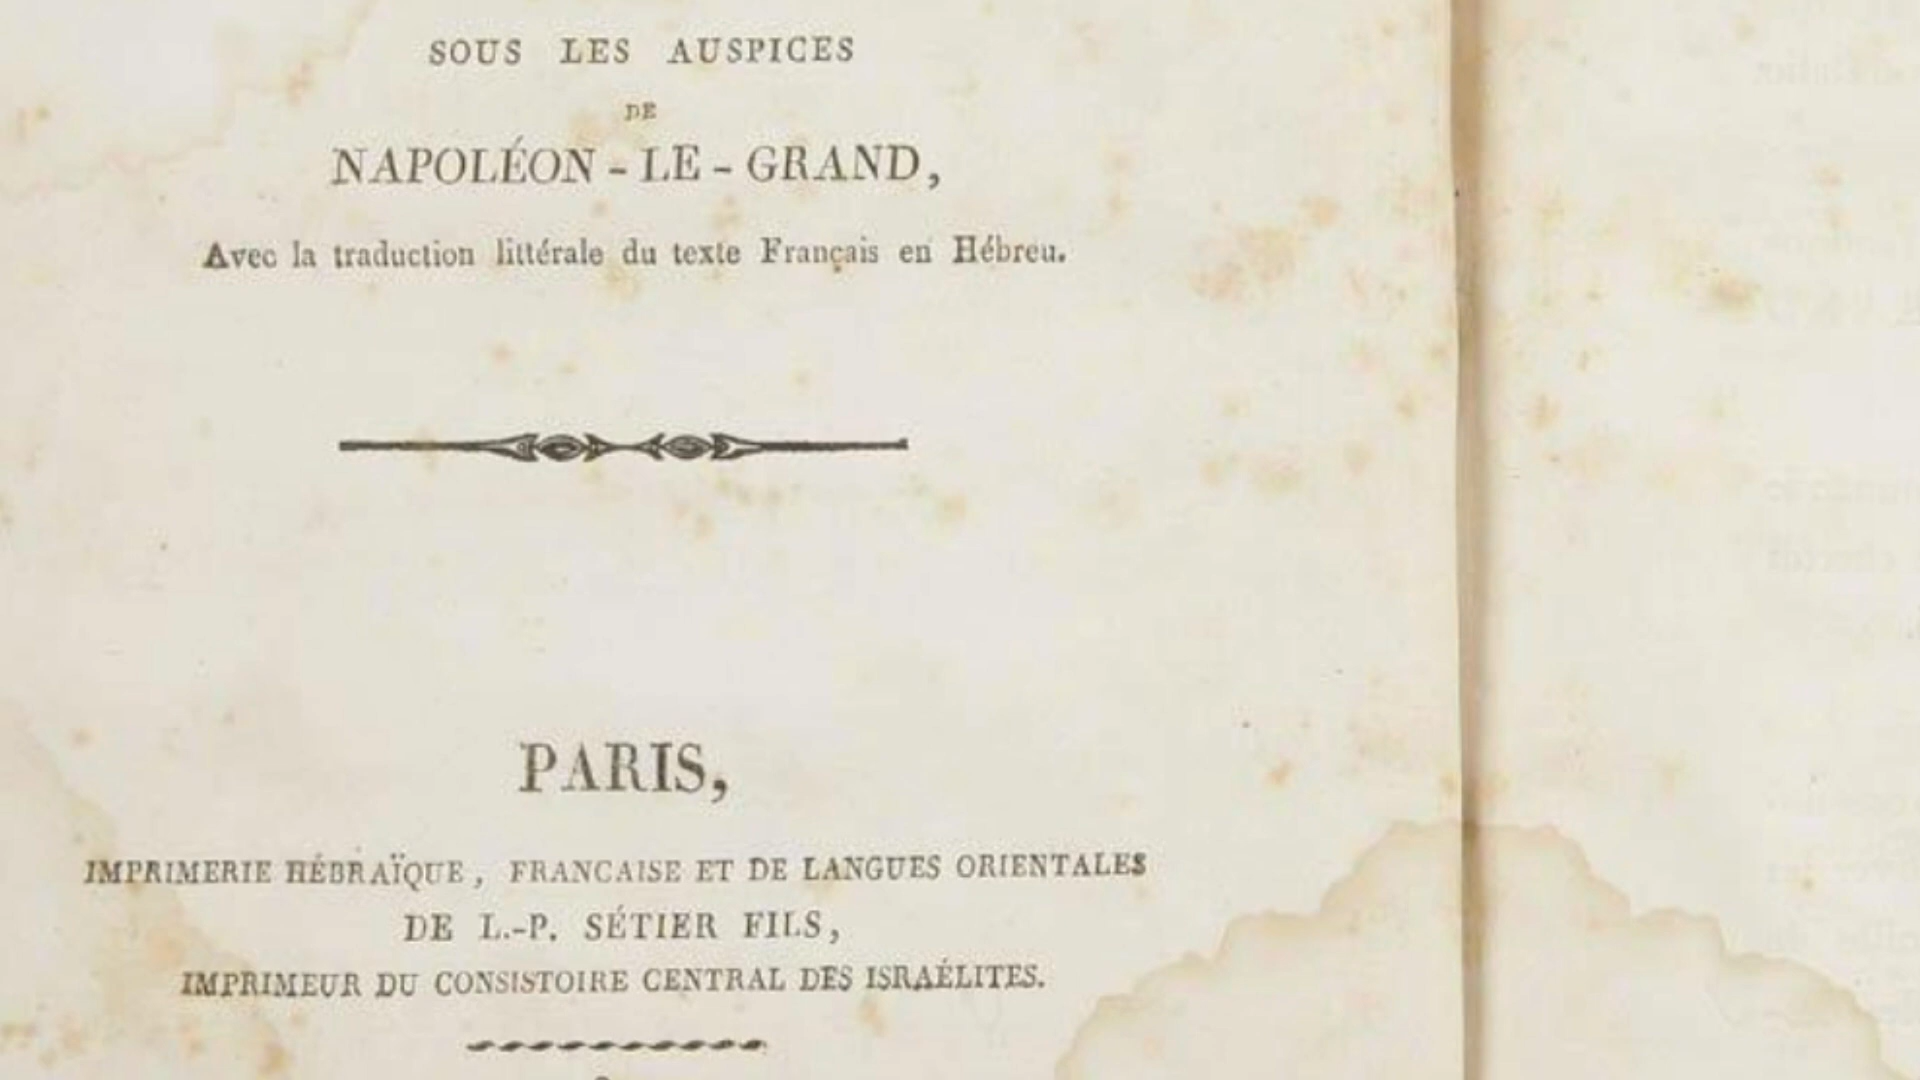 SOUS LES AUSPICES
DE
NAPOLÉON-LE-GRAND,
Avec la traduction littérale du texte Français en Hébreu.
PARIS,
IMPRIMERIE HÉBRAÏQUE, FRANCAISE ET DE LANGUES ORIENTALES
DE L.-P. SÉTIER FILS,
IMPRIMEUR DU CONSISTOIRE CENTRAL DES ISRAÉLITES.